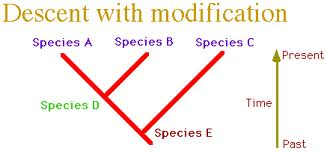 Descent with modification
Species A
Species B
Species C
Present
Species D
Time
Species E
Past